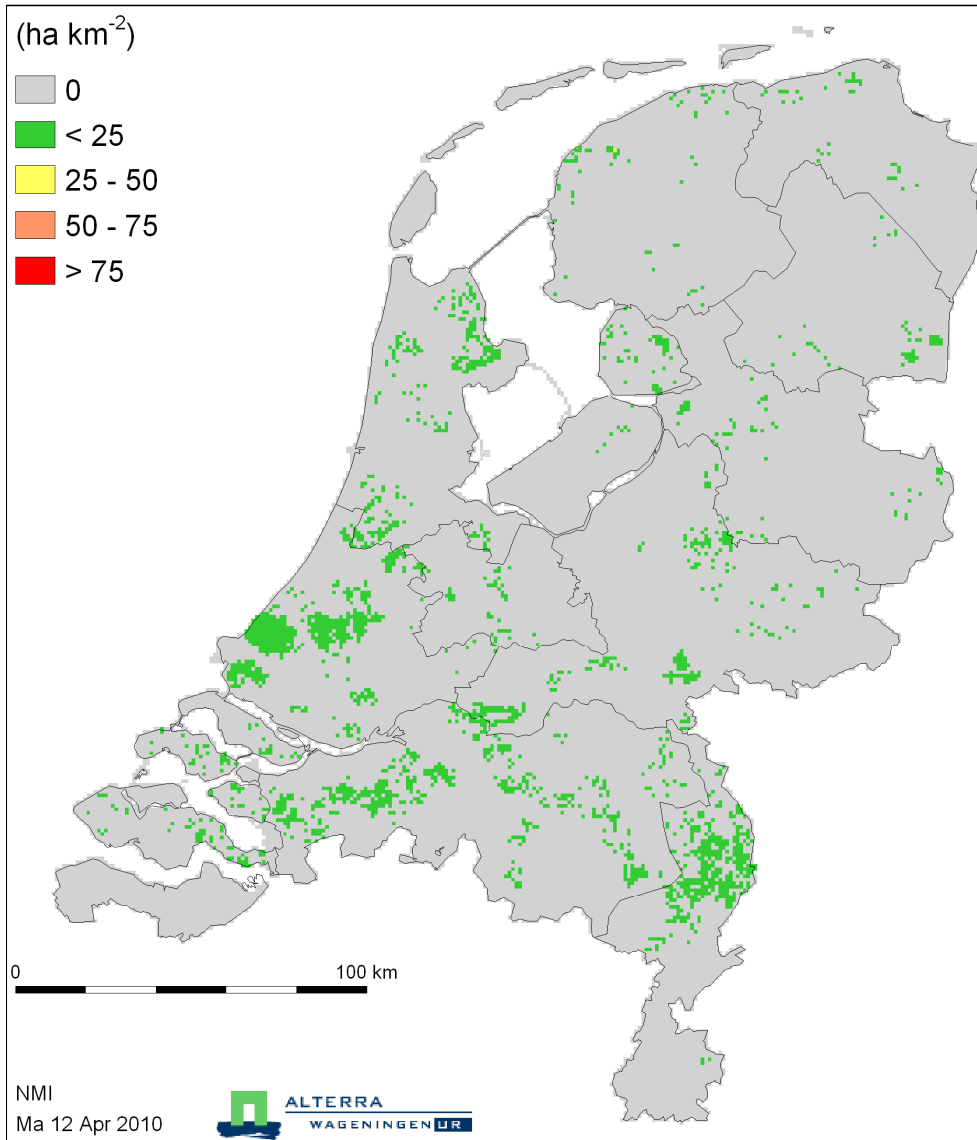 (ha km-2)
0
< 25
25 - 50
50 - 75
> 75
0 100 km
NMI
Ma 12 Apr 2010
ALTERRA
WAGENINGEN UR